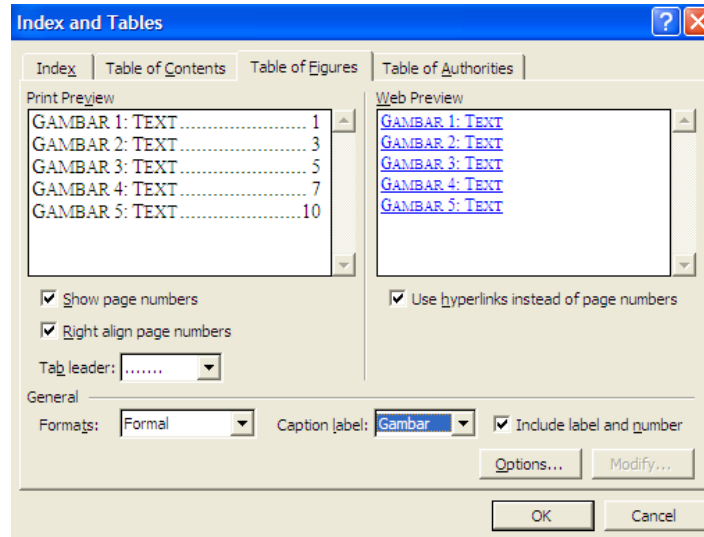 Index and Tables
Index
Table of Contents
Table of Figures
Table of Authorities
Print Preview
GAMBAR 1: TEXT....................... 1
GAMBAR 2: TEXT....................... 3
GAMBAR 3: TEXT....................... 5
GAMBAR 4: TEXT....................... 7
GAMBAR 5: TEXT.......................10
Web Preview
GAMBAR 1: TEXT
GAMBAR 2: TEXT
GAMBAR 3: TEXT
GAMBAR 4: TEXT
GAMBAR 5: TEXT
Show page numbers
Right align page numbers
Tab leader: .......
Use hyperlinks instead of page numbers
General
Formats: Formal
Caption label: Gambar
Include label and number
Options...
Modify...
OK
Cancel